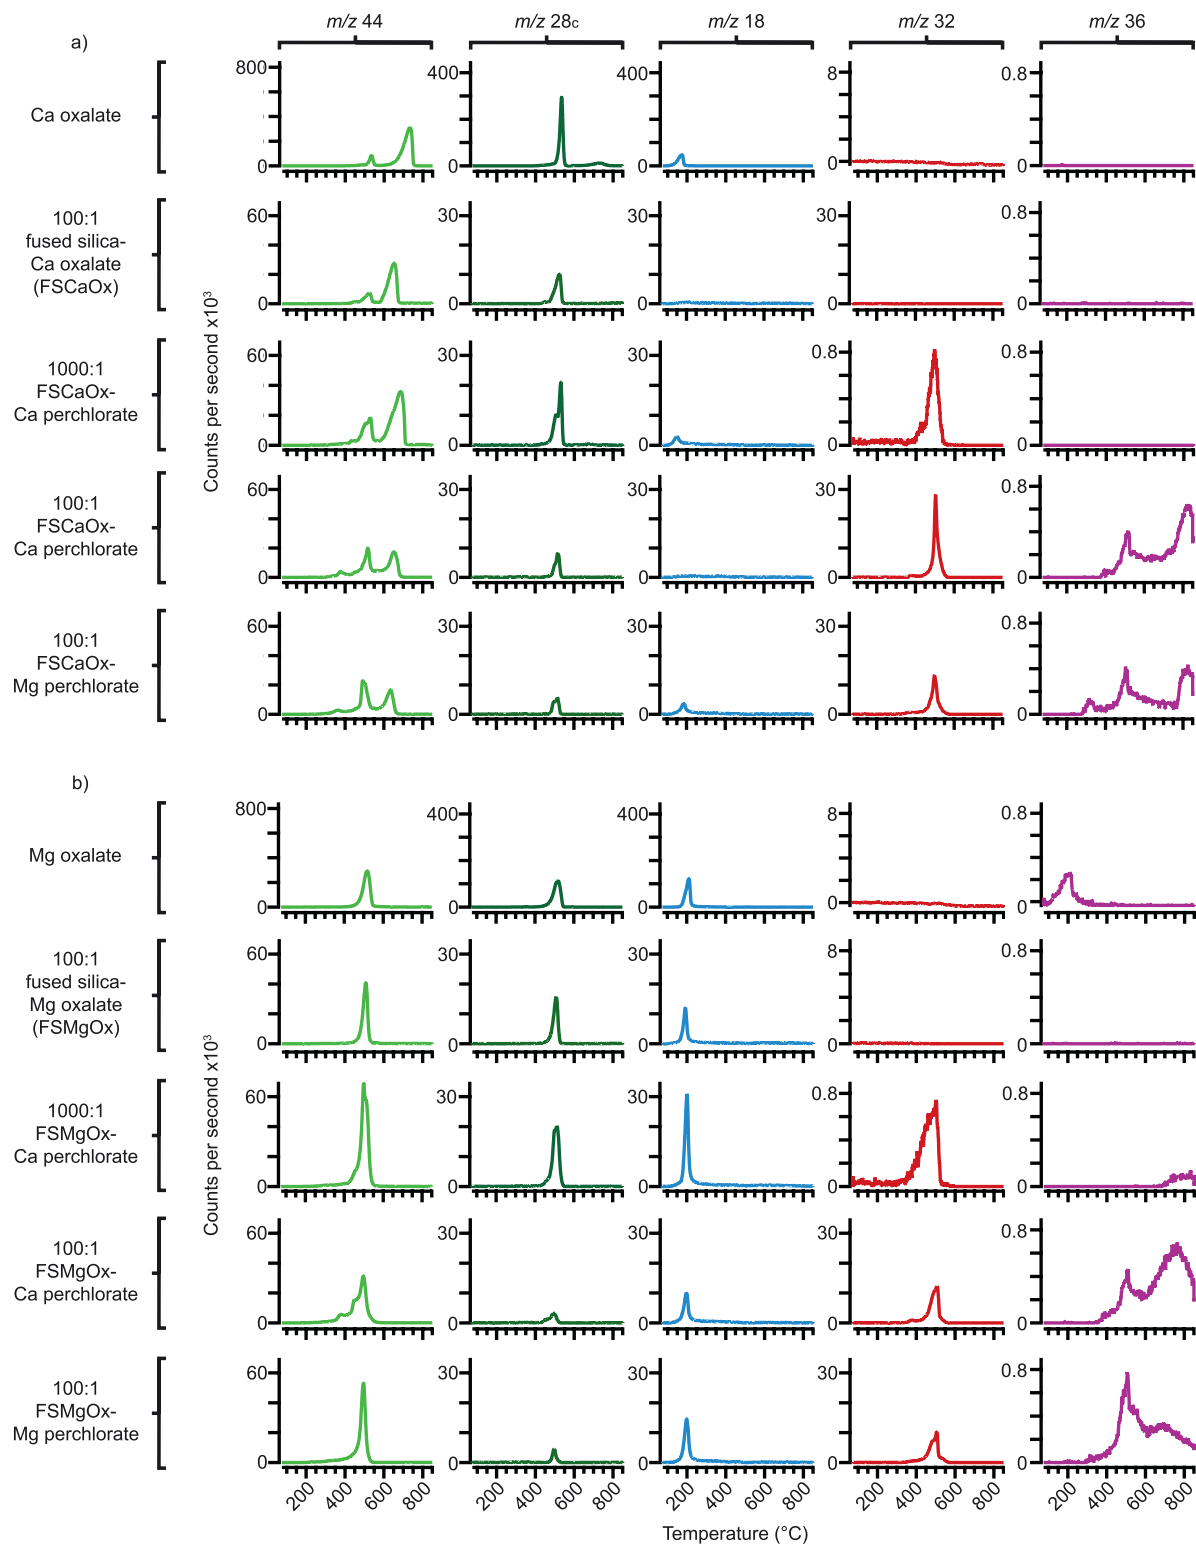 m/z 44 m/z 28c m/z 18 m/z 32 m/z 36
a)
800 400 400 8 0.8
Ca oxalate
0 0 0 0 0
200 400 600 800
100:1
fused silica-
Ca oxalate
(FSCaOx)
60 30 30 30 0.8
0 0 0 0 0
1000:1
FSCaOx-
Ca perchlorate
60 30 30 0.8 0.8
0 0 0 0 0
100:1
FSCaOx-
Ca perchlorate
60 30 30 30 0.8
0 0 0 0 0
100:1
FSCaOx-
Mg perchlorate
60 30 30 30 0.8
0 0 0 0 0
Counts per second x10³
b)
Mg oxalate
800 400 400 8 0.8
0 0 0 0 0
100:1
fused silica-
Mg oxalate
(FSMgOx)
60 30 30 8 0.8
0 0 0 0 0
1000:1
FSMgOx-
Ca perchlorate
60 30 30 0.8 0.8
0 0 0 0 0
100:1
FSMgOx-
Ca perchlorate
60 30 30 30 0.8
0 0 0 0 0
100:1
FSMgOx-
Mg perchlorate
60 30 30 30 0.8
0 0 0 0 0
Counts per second x10³
200 400 600 800 200 400 600 800 200 400 600 800 200 400 600 800 200 400 600 800
Temperature (°C)